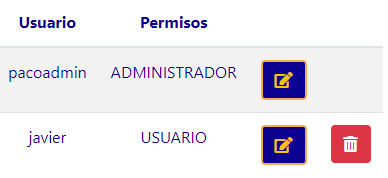 Usuario Permisos
pacoadmin ADMINISTRADOR
javier USUARIO